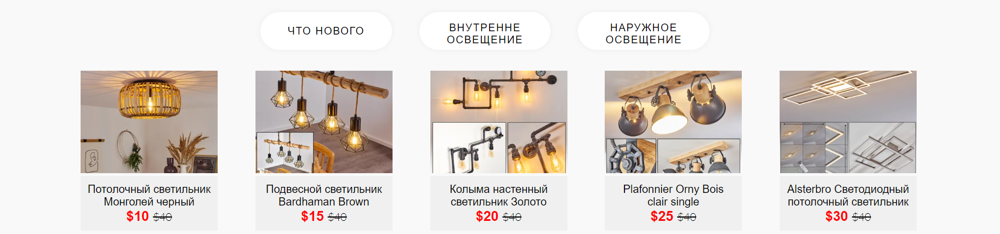 ЧТО НОВОГО
ВНУТРЕННЕ
ОСВЕЩЕНИЕ
НАРУЖНОЕ
ОСВЕЩЕНИЕ
Потолочный светильник
Монголей черный
$10 $40
Подвесной светильник
Bardhaman Brown
$15 $40
Колыма настенный
светильник Золото
$20 $40
Plafonnier Orny Bois
clair single
$25 $40
Alsterbro Светодиодный
потолочный светильник
$30 $40